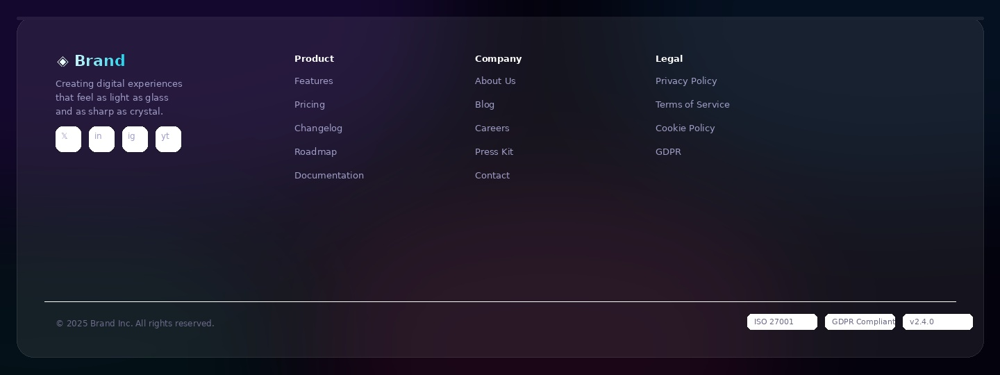 ◈ Brand
Creating digital experiences
that feel as light as glass
and as sharp as crystal.
𝕏 in ig yt
Product
Features
Pricing
Changelog
Roadmap
Documentation
Company
About Us
Blog
Careers
Press Kit
Contact
Legal
Privacy Policy
Terms of Service
Cookie Policy
GDPR
© 2025 Brand Inc. All rights reserved.
ISO 27001
GDPR Compliant
v2.4.0